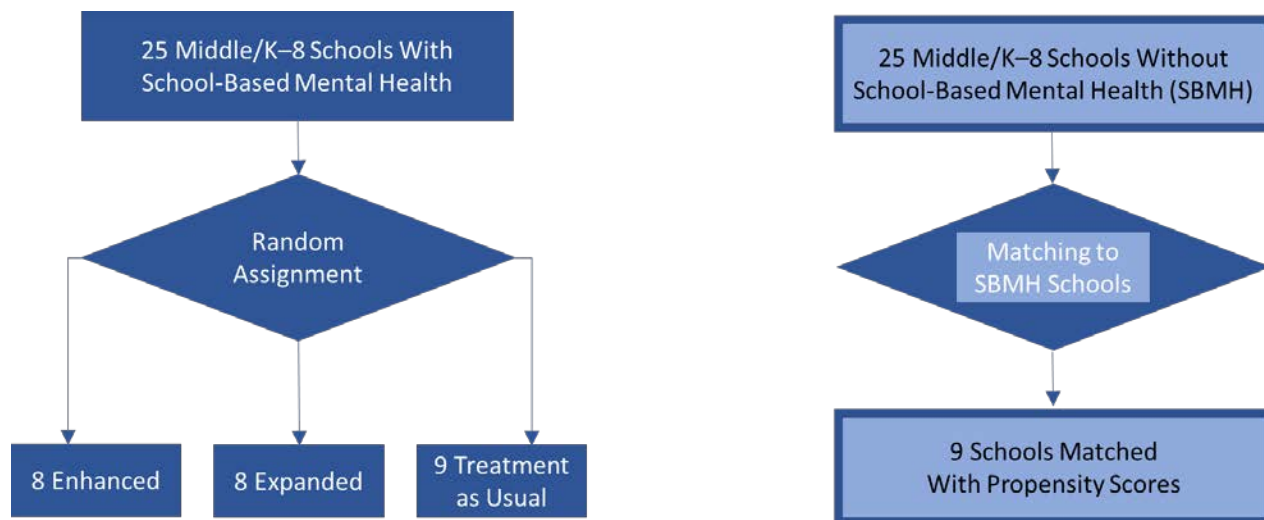 25 Middle/K–8 Schools With
School-Based Mental Health
Random
Assignment
8 Enhanced
8 Expanded
9 Treatment
as Usual
25 Middle/K–8 Schools Without
School-Based Mental Health (SBMH)
Matching to
SBMH Schools
9 Schools Matched
With Propensity Scores